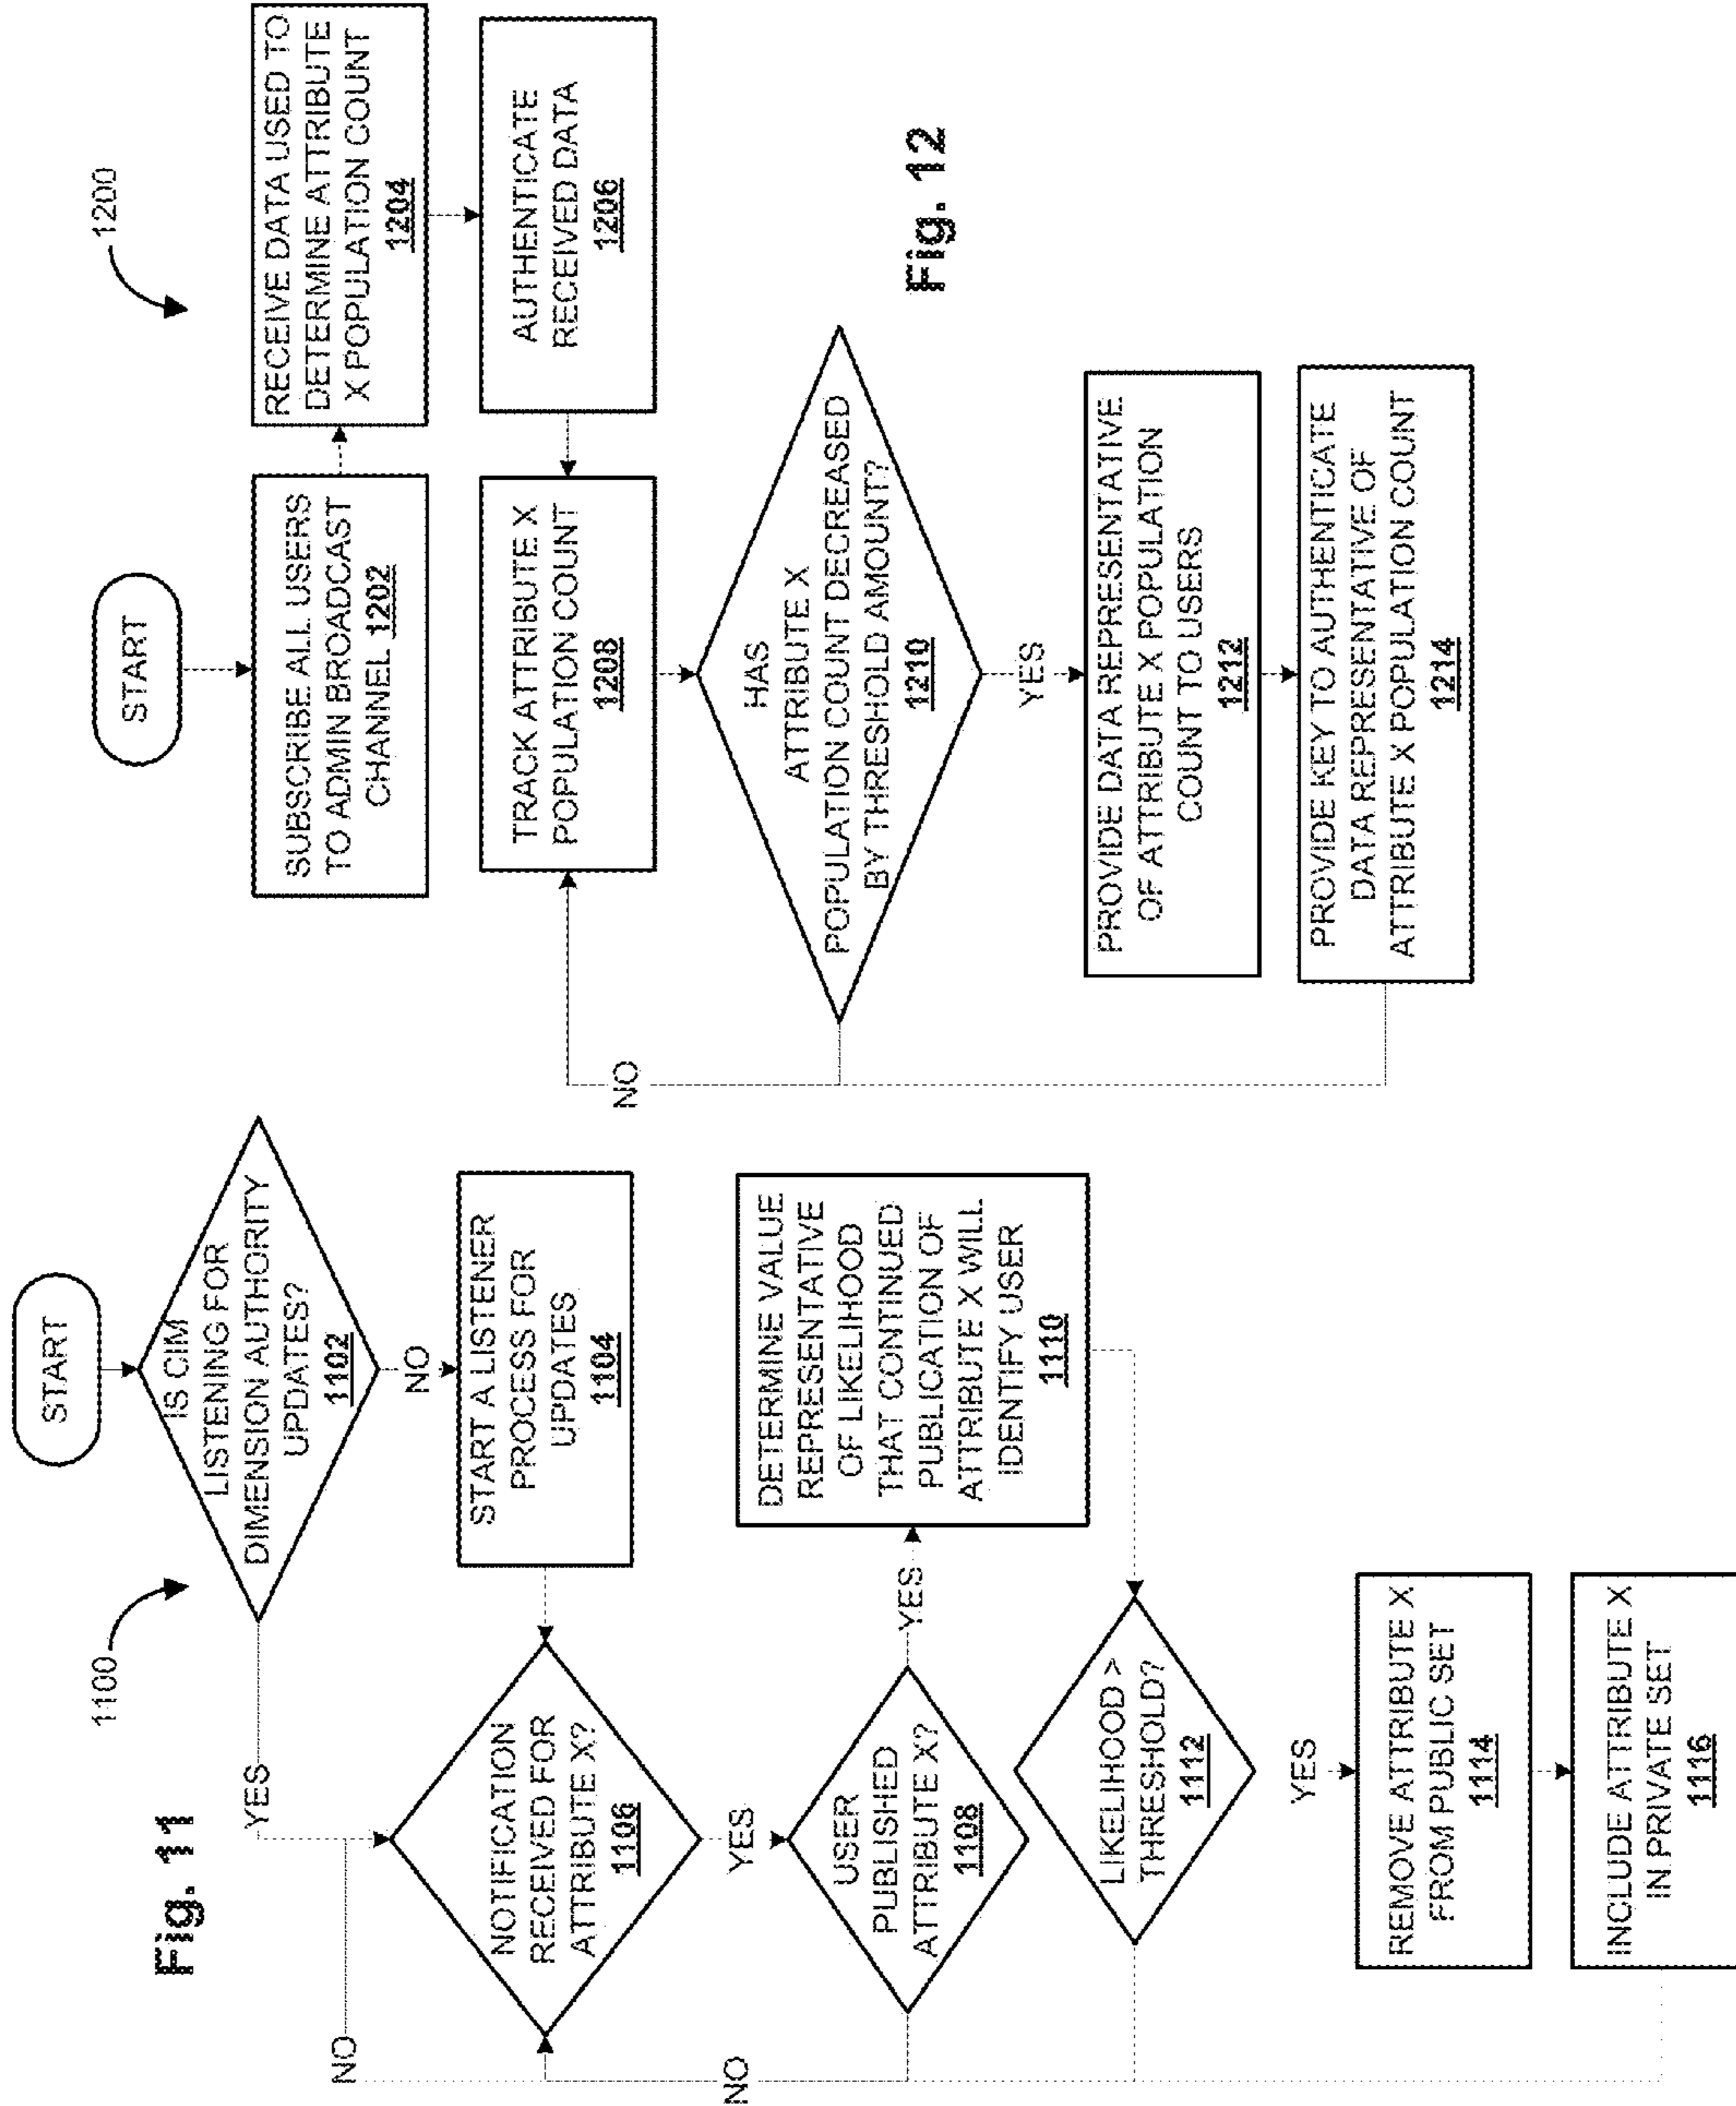 Fig. 11
1100
START
IS CIM
LISTENING FOR
DIMENSION AUTHORITY
UPDATES?
1102
YES
NO
START A LISTENER
PROCESS FOR
UPDATES
1104
NO
NOTIFICATION
RECEIVED FOR
ATTRIBUTE X?
1106
YES
USER
PUBLISHED
ATTRIBUTE X?
1108
YES
NO
DETERMINE VALUE
REPRESENTATIVE
OF LIKELIHOOD
THAT CONTINUED
PUBLICATION OF
ATTRIBUTE X WILL
IDENTIFY USER
1110
LIKELIHOOD >
THRESHOLD?
1112
YES
REMOVE ATTRIBUTE X
FROM PUBLIC SET
1114
INCLUDE ATTRIBUTE X
IN PRIVATE SET
1116
1200
START
SUBSCRIBE ALL USERS
TO ADMIN BROADCAST
CHANNEL 1202
RECEIVE DATA USED TO
DETERMINE ATTRIBUTE
X POPULATION COUNT
1204
AUTHENTICATE
RECEIVED DATA
1206
TRACK ATTRIBUTE X
POPULATION COUNT
1208
HAS
ATTRIBUTE X
POPULATION COUNT DECREASED
BY THRESHOLD AMOUNT?
1210
NO
YES
PROVIDE DATA REPRESENTATIVE
OF ATTRIBUTE X POPULATION
COUNT TO USERS
1212
PROVIDE KEY TO AUTHENTICATE
DATA REPRESENTATIVE OF
ATTRIBUTE X POPULATION COUNT
1214
Fig. 12